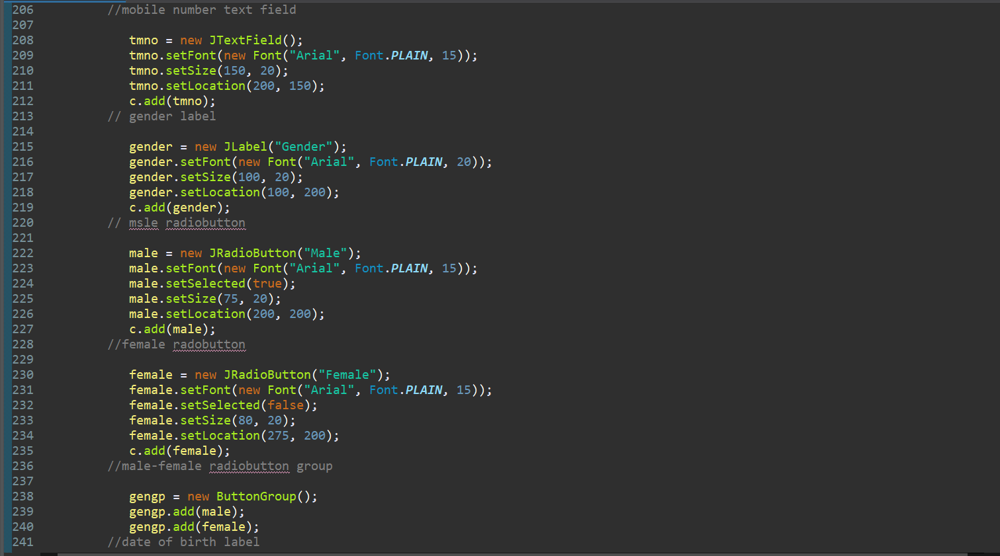 206 //mobile number text field
207
208 tmno = new JTextField();
209 tmno.setFont(new Font("Arial", Font.PLAIN, 15));
210 tmno.setSize(150, 20);
211 tmno.setLocation(200, 150);
212 c.add(tmno);
213 // gender label
214
215 gender = new JLabel("Gender");
216 gender.setFont(new Font("Arial", Font.PLAIN, 20));
217 gender.setSize(100, 20);
218 gender.setLocation(100, 200);
219 c.add(gender);
220 // msle radiobutton
221
222 male = new JRadioButton("Male");
223 male.setFont(new Font("Arial", Font.PLAIN, 15));
224 male.setSelected(true);
225 male.setSize(75, 20);
226 male.setLocation(200, 200);
227 c.add(male);
228 //female radobutton
229
230 female = new JRadioButton("Female");
231 female.setFont(new Font("Arial", Font.PLAIN, 15));
232 female.setSelected(false);
233 female.setSize(80, 20);
234 female.setLocation(275, 200);
235 c.add(female);
236 //male-female radiobutton group
237
238 gengp = new ButtonGroup();
239 gengp.add(male);
240 gengp.add(female);
241 //date of birth label